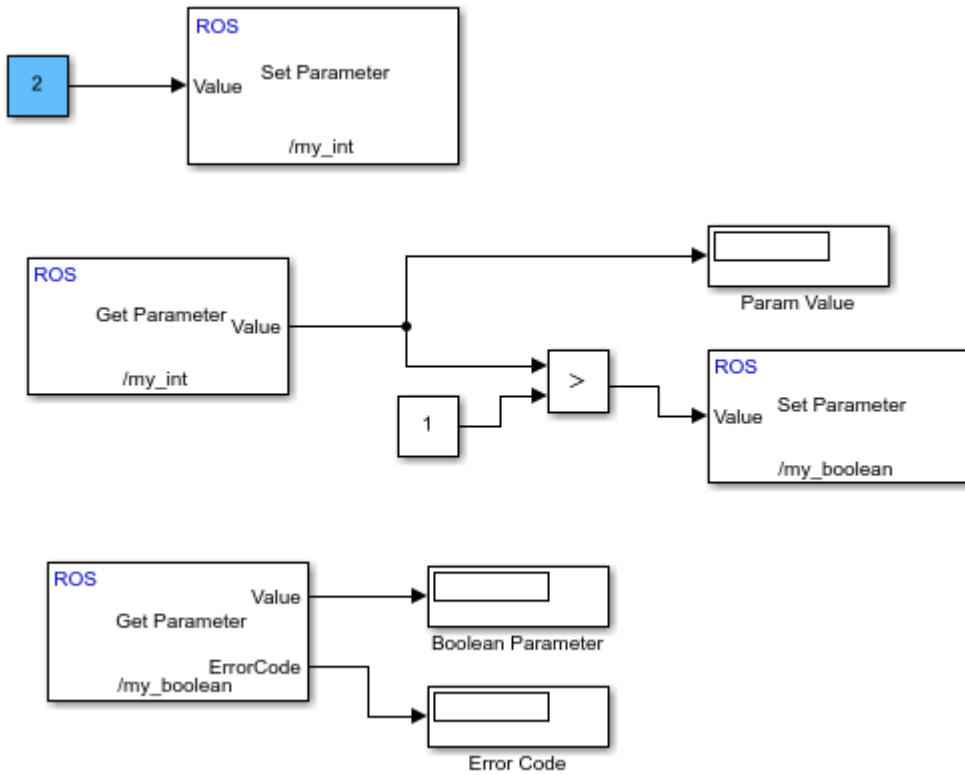 ROS
2
Value
Set Parameter
/my_int
ROS
Get Parameter
Value
/my_int
Param Value
1
>
ROS
Value
Set Parameter
/my_boolean
ROS
Value
Get Parameter
ErrorCode
/my_boolean
Boolean Parameter
Error Code